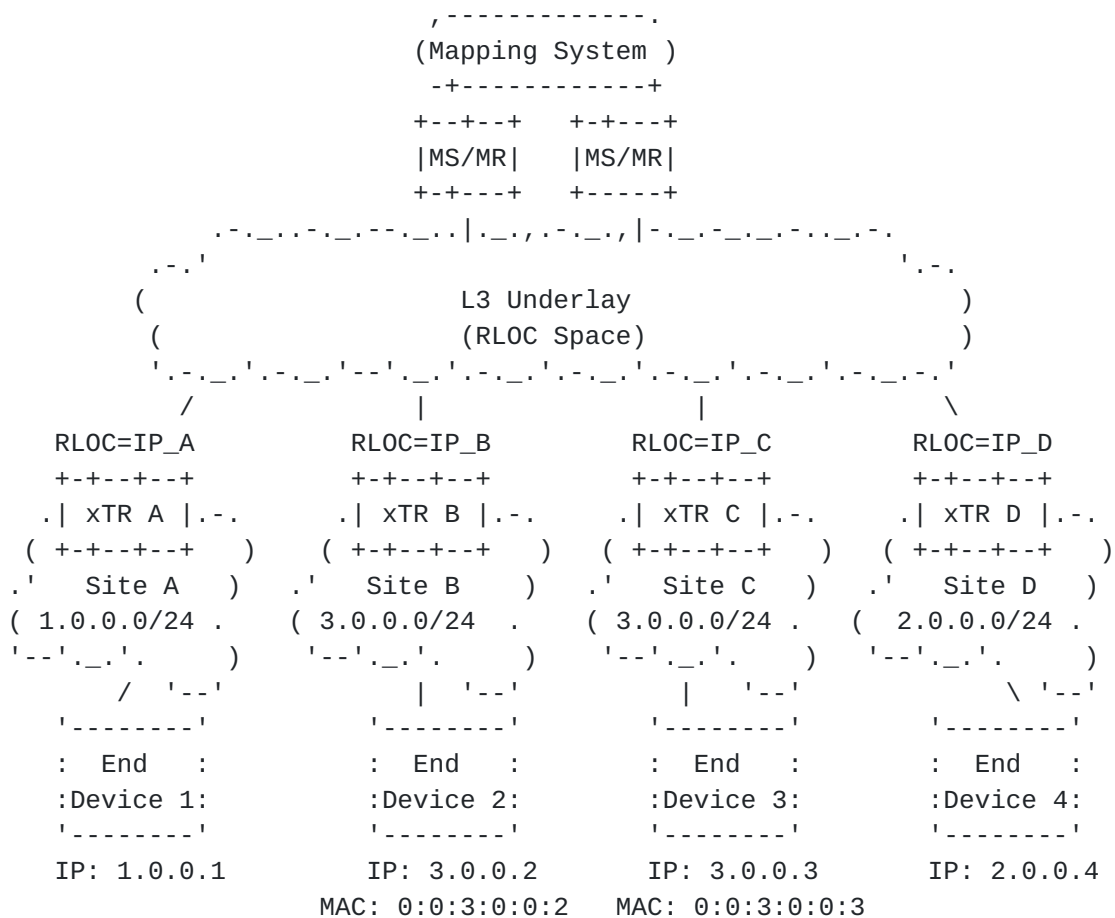 ,-------------.
(Mapping System )
-+------------+
+--+--+   +-+---+
|MS/MR|   |MS/MR|
+-+---+   +-----+
.-._..-._.--._..|._.,.-._.,|-._.-_._.-.._.-.
.-.'                                            '.-.
(                    L3 Underlay                     )
(                   (RLOC Space)                    )
'.-._.'.-._.'--'._.'.-._.'.-._.'.-._.'.-._.'.-._.-.'
/               |                 |               \
RLOC=IP_A          RLOC=IP_B         RLOC=IP_C         RLOC=IP_D
+-+--+--+          +-+--+--+         +-+--+--+         +-+--+--+
.| xTR A |.-.      .| xTR B |.-.     .| xTR C |.-.     .| xTR D |.-.
( +-+--+--+   )    ( +-+--+--+   )   ( +-+--+--+   )   ( +-+--+--+   )
.'   Site A   )  .'   Site B    )   .'   Site C   )   .'   Site D   )
( 1.0.0.0/24 .    ( 3.0.0.0/24  .    ( 3.0.0.0/24 .    (  2.0.0.0/24 .
'--'._.'.     )    '--'._.'.     )    '--'._.'.    )    '--'._.'.     )
/  '--'            |  '--'          |   '--'            \ '--'
'--------'          '--------'       '--------'        '--------'
:  End   :          :  End   :       :  End   :        :  End   :
:Device 1:          :Device 2:       :Device 3:        :Device 4:
'--------'          '--------'       '--------'        '--------'
IP: 1.0.0.1         IP: 3.0.0.2      IP: 3.0.0.3       IP: 2.0.0.4
MAC: 0:0:3:0:0:2   MAC: 0:0:3:0:0:3